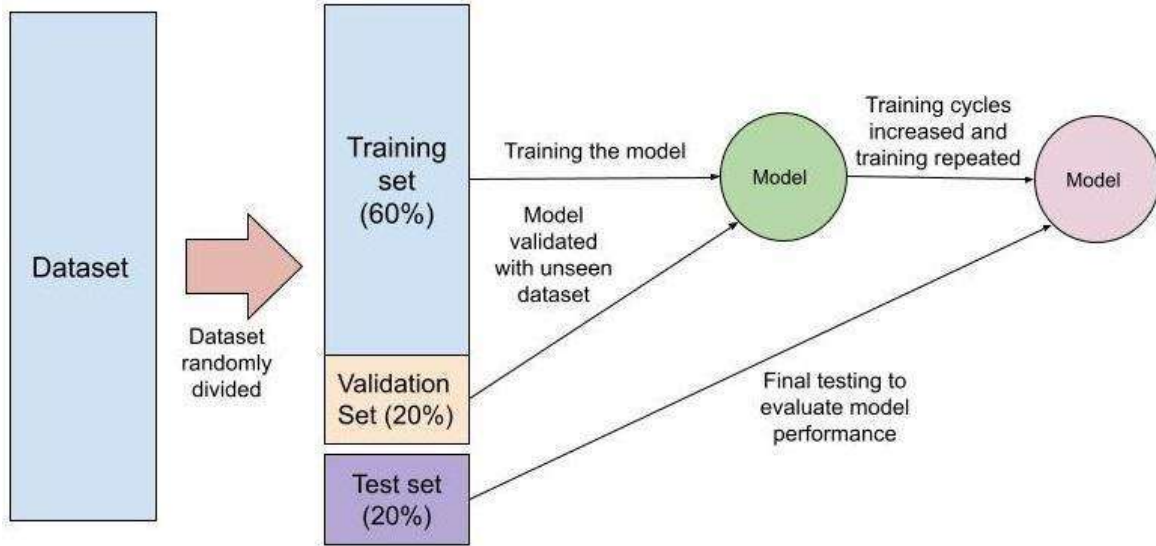 Dataset
Dataset
randomly
divided
Training
set
(60%)
Validation
Set (20%)
Test set
(20%)
Training the model
Model
validated
with unseen
dataset
Model
Training cycles
increased and
training repeated
Model
Final testing to
evaluate model
performance